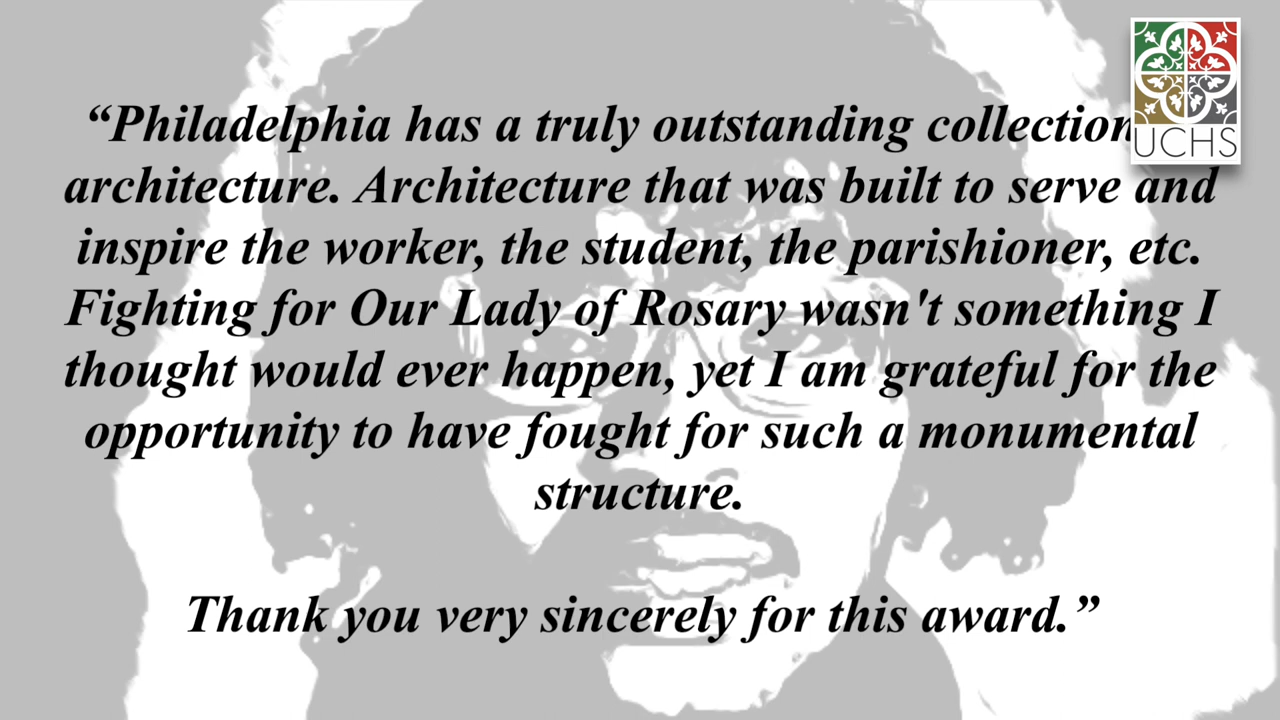 “Philadelphia has a truly outstanding collection
architecture. Architecture that was built to serve and
inspire the worker, the student, the parishioner, etc.
Fighting for Our Lady of Rosary wasn't something I
thought would ever happen, yet I am grateful for the
opportunity to have fought for such a monumental
structure.
Thank you very sincerely for this award.”
UCHS